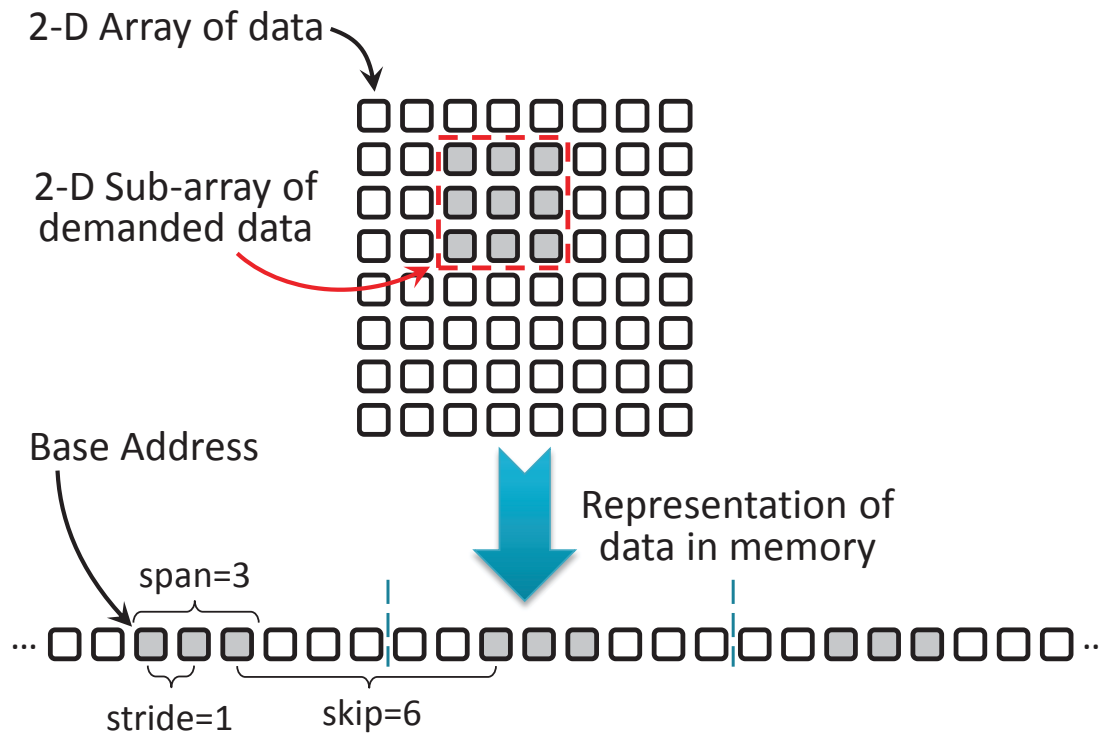 2-D Array of data
2-D Sub-array of
demanded data
Base Address
Representation of
data in memory
span=3
...
..
stride=1
skip=6